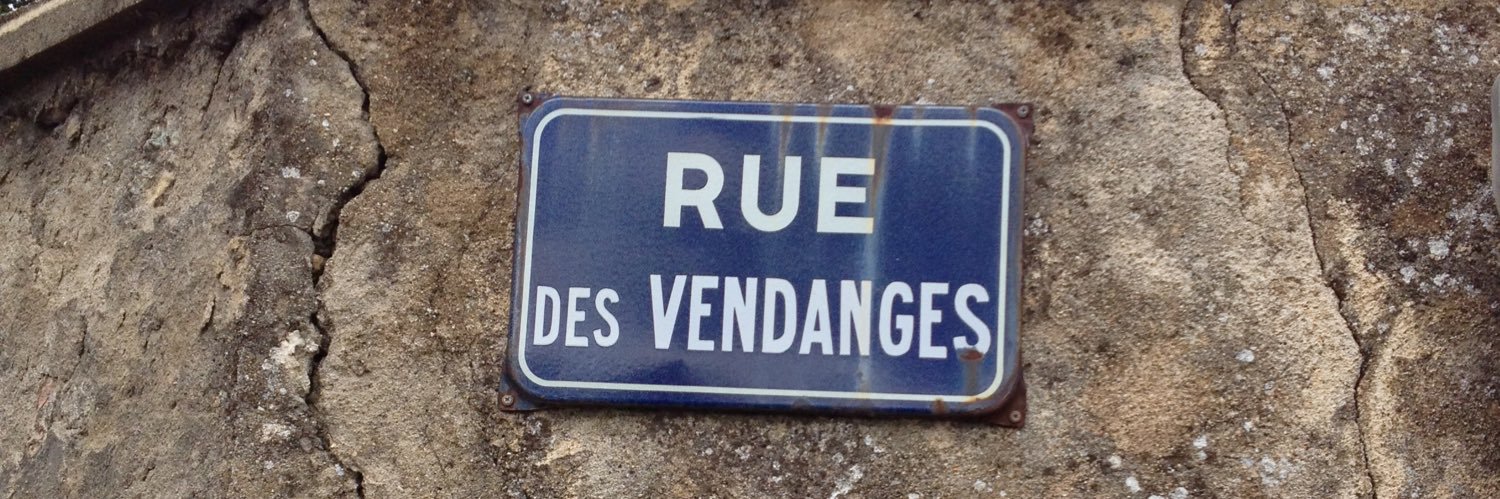 RUE
DES VENDANGES